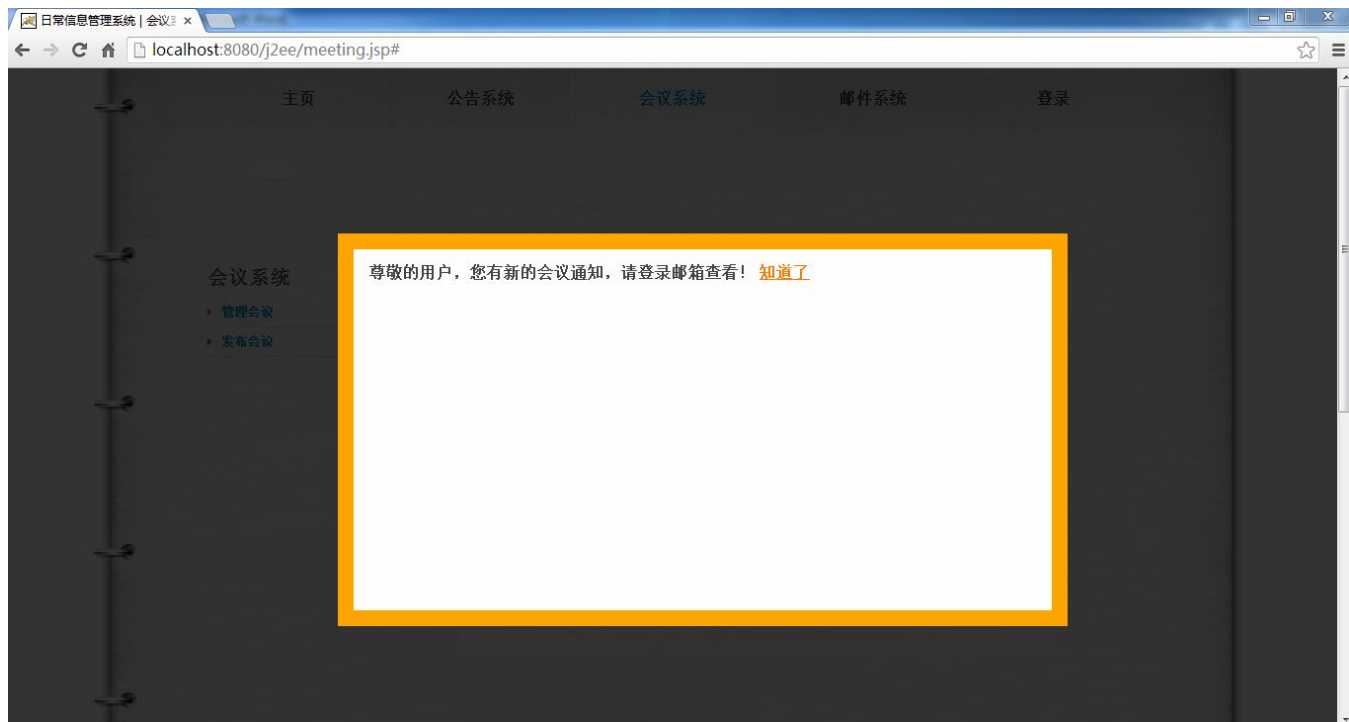 日常信息管理系统 | 会议
localhost:8080/j2ee/meeting.jsp#
主页 公告系统 会议系统 邮件系统 登录
会议系统
管理会议
发布会议
尊敬的用户，您有新的会议通知，请登录邮箱查看！ 知道了